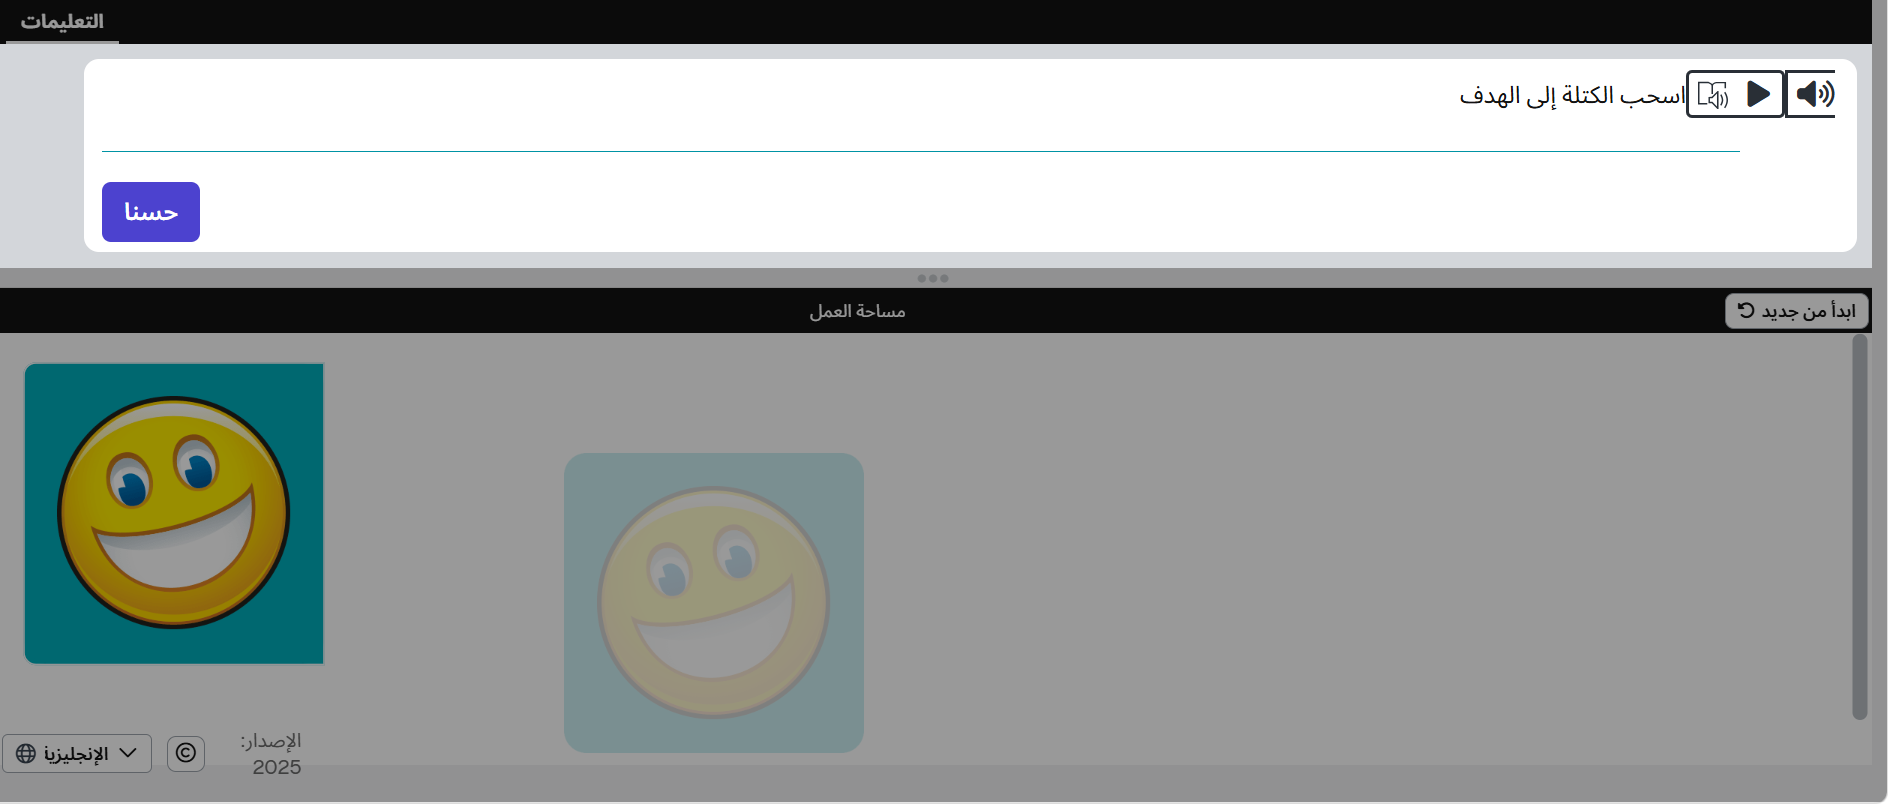 التعليمات
اسحب الكتلة إلى الهدف
حسنا
مساحة العمل
ابدأ من جديد
الإصدار:
2025
الإنجليزية